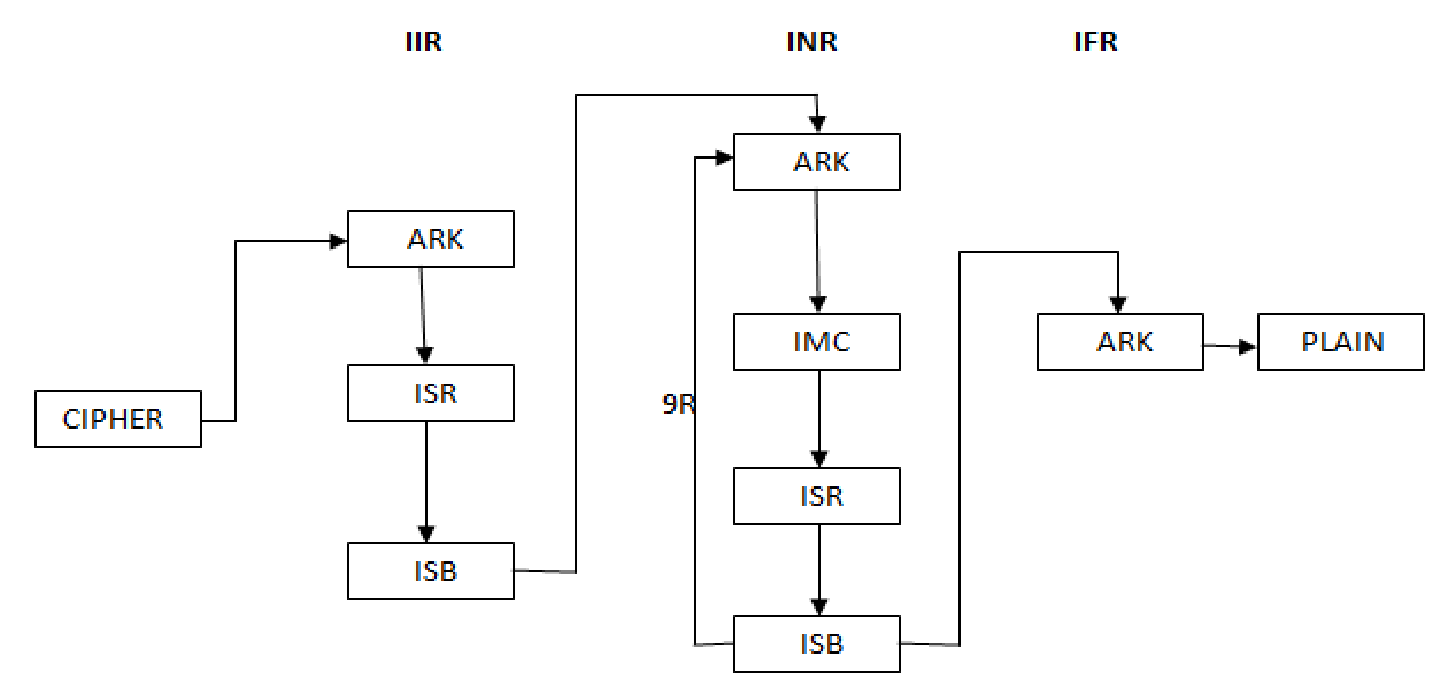 IIR
INR
IFR
CIPHER
ARK
ISR
ISB
ARK
IMC
ISR
ISB
9R
ARK
PLAIN